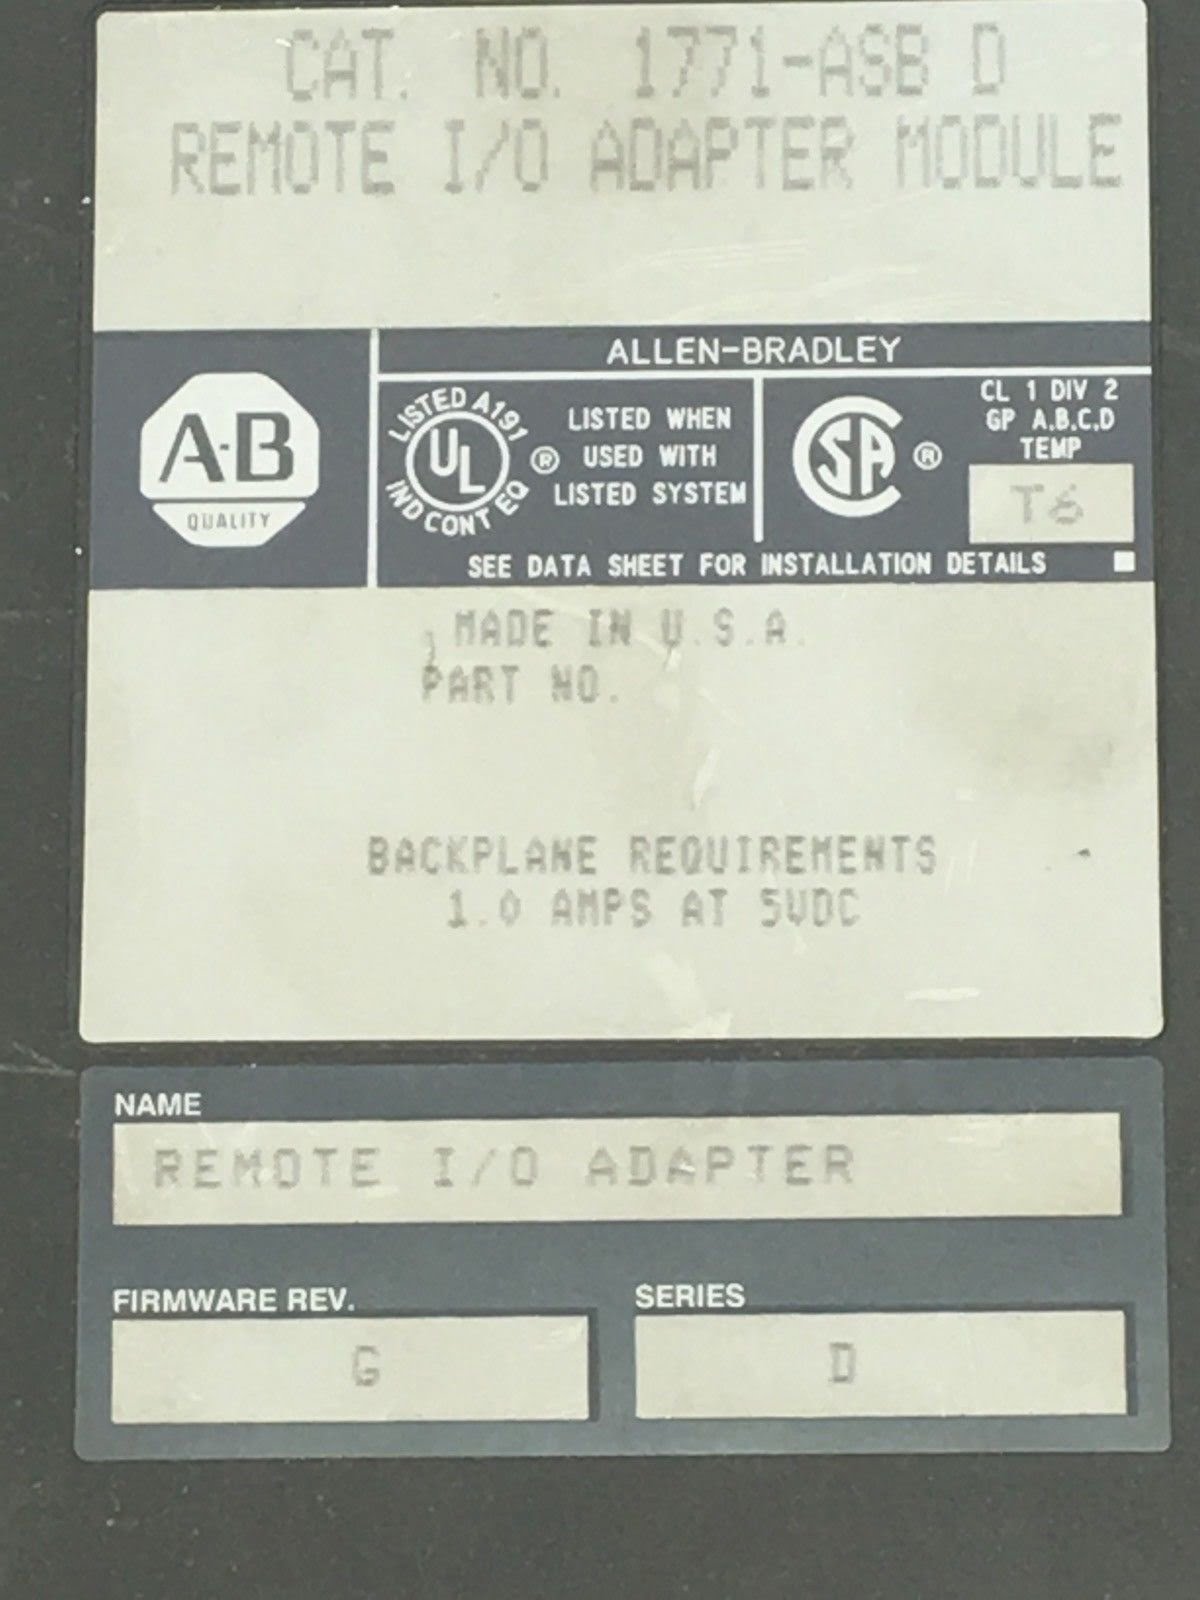 CAT. NO. 1771-ASB D
REMOTE I/O ADAPTER MODULE
ALLEN-BRADLEY
A-B
QUALITY
LISTED A191
UL ®
IND CONT EQ
LISTED WHEN
USED WITH
LISTED SYSTEM
SA ®
CL 1 DIV 2
GP A,B,C,D
TEMP
T6
SEE DATA SHEET FOR INSTALLATION DETAILS
MADE IN U.S.A.
PART NO.
BACKPLANE REQUIREMENTS
1.0 AMPS AT 5VDC
NAME
REMOTE I/O ADAPTER
FIRMWARE REV.
G
SERIES
D